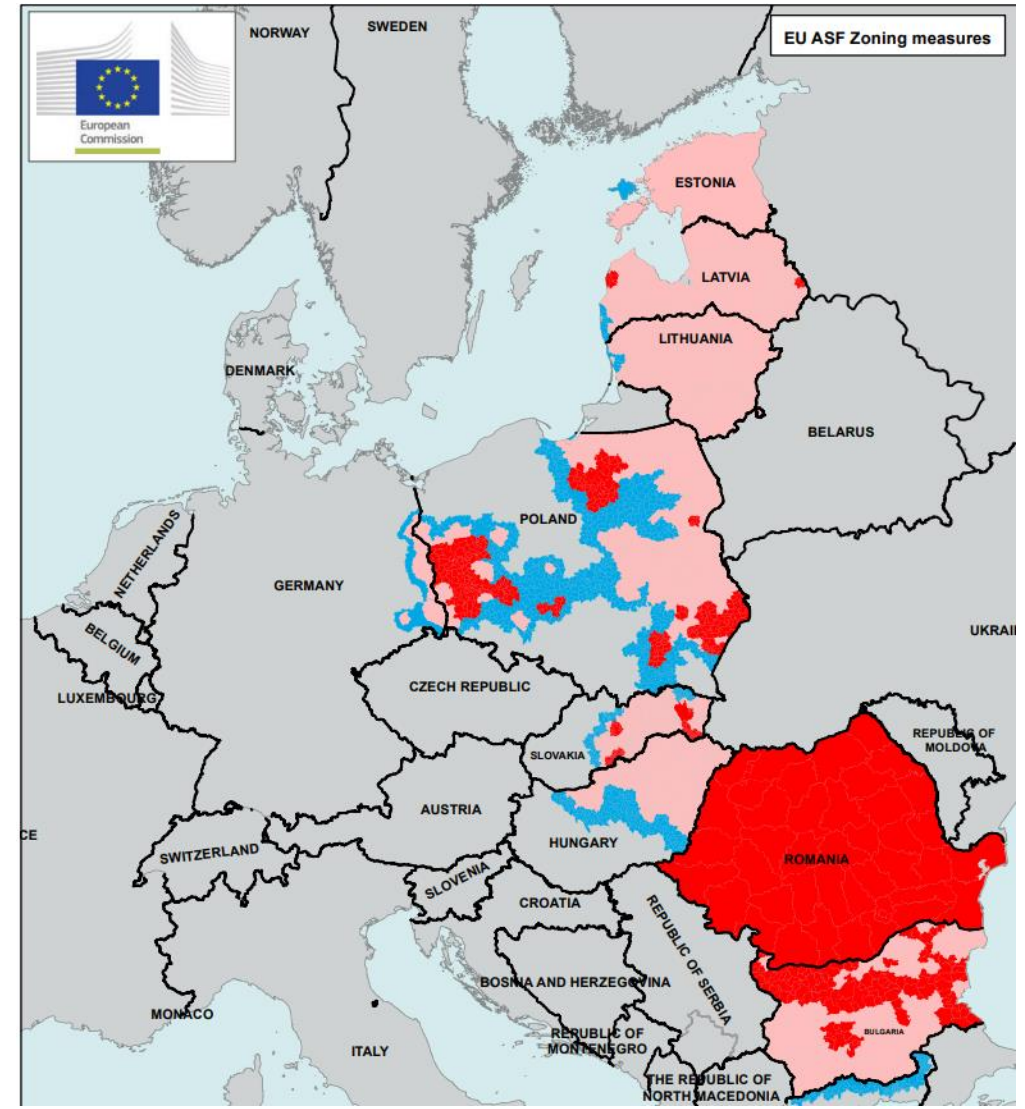 NORWAY
SWEDEN
EU ASF Zoning measures
European
Commission
ESTONIA
LATVIA
LITHUANIA
DENMARK
BELARUS
NETHERLANDS
POLAND
GERMANY
BELGIUM
UKRAI
LUXEMBOURG
CZECH REPUBLIC
REPUBLIC OF
MOLDOVA
SLOVAKIA
AUSTRIA
CE
HUNGARY
SWITZERLAND
ROMANIA
SLOVENIA
CROATIA
REPUBLIC OF SERBIA
BOSNIA AND HERZEGOVINA
MONACO
BULGARIA
REPUBLIC OF
MONTENEGRO
ITALY
THE REPUBLIC OF
NORTH MACEDONIA